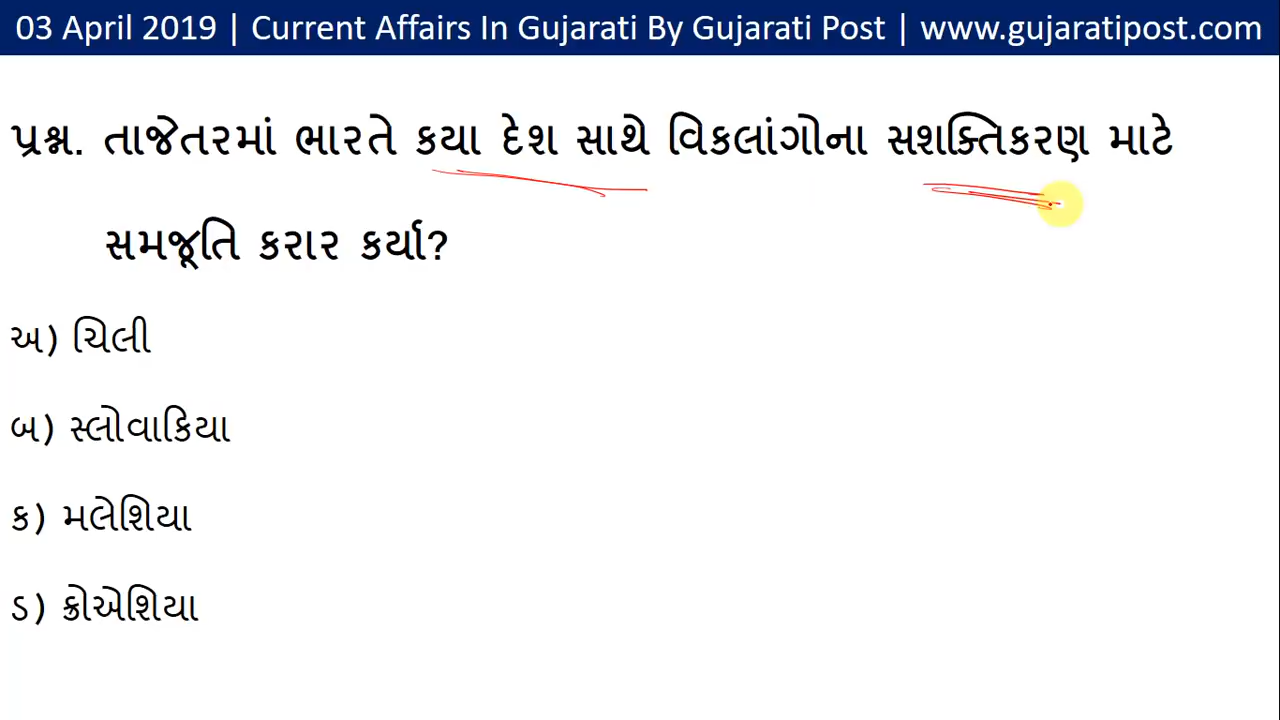 03 April 2019 | Current Affairs In Gujarati By Gujarati Post | www.gujaratipost.com
પ્રશ્ન. તાજેતરમાં ભારતે કયા દેશ સાથે વિકલાંગોના સશક્તિકરણ માટે
સમજૂતિ કરાર કર્યા?
અ) ચિલી
બ) સ્લોવાકિયા
ક) મલેશિયા
ડ) ક્રોએશિયા